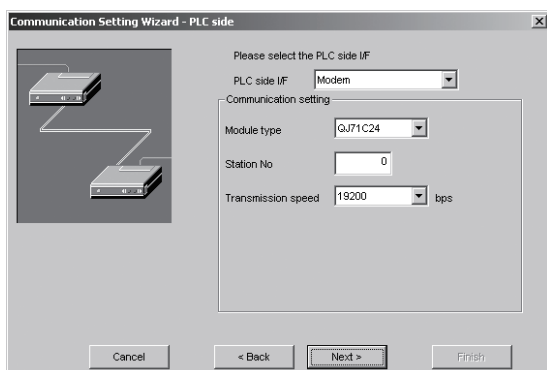 Communication Setting Wizard - PLC side
Please select the PLC side I/F
PLC side I/F Modem
Communication setting
Module type QJ71C24
Station No 0
Transmission speed 19200 bps
Cancel < Back Next > Finish